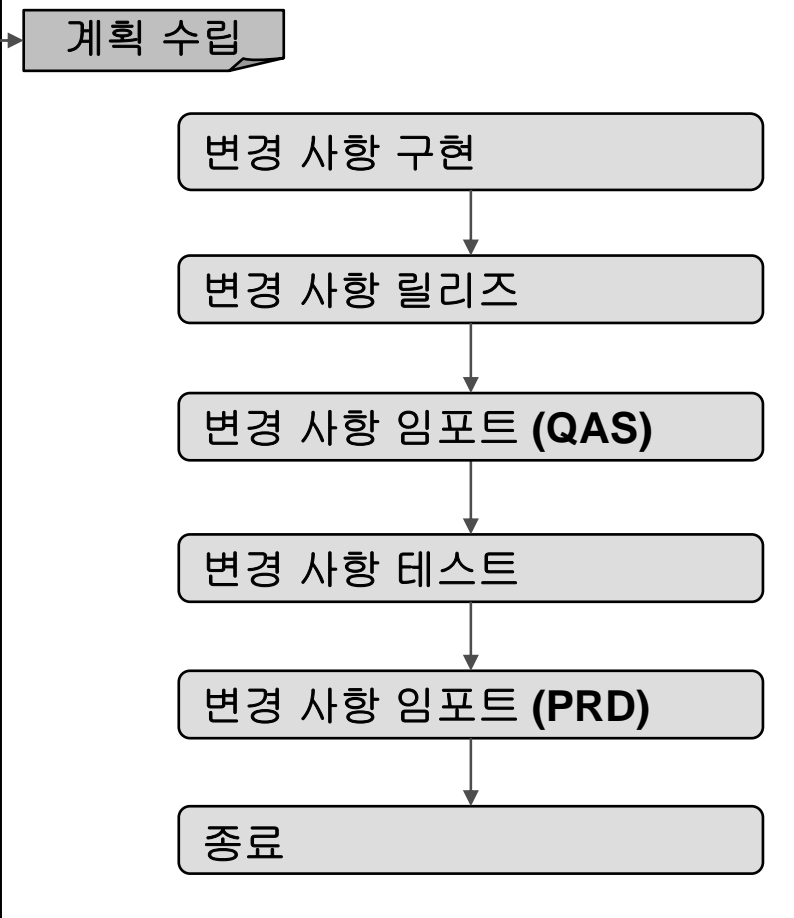 계획 수립
변경 사항 구현
변경 사항 릴리즈
변경 사항 임포트 (QAS)
변경 사항 테스트
변경 사항 임포트 (PRD)
종료